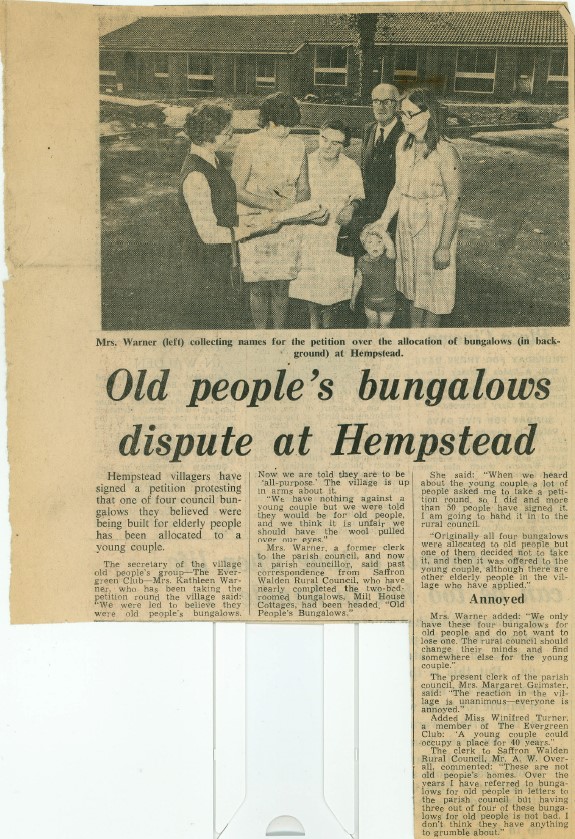 Mrs. Warner (left) collecting names for the petition over the allocation of bungalows (in back-
ground) at Hempstead.
Old people's bungalows
dispute at Hempstead
Hempstead villagers have
signed a petition protesting
that one of four council bun-
galows they believed were
being built for elderly people
has been allocated to a
young couple.
The secretary of the village
old people's group—The Ever-
green Club—Mrs. Kathleen War-
ner, who has been taking the
petition round the village said:
"We were led to believe they
were old people's bungalows.
Now we are told they are to be
'all-purpose.' The village is up
in arms about it.
"We have nothing against a
young couple but we were told
they would be for old people,
and we think it is unfair we
should have the wool pulled
over our eyes."
Mrs. Warner, a former clerk
to the parish council, and now
a parish councillor, said past
correspondence from Saffron
Walden Rural Council, who have
nearly completed the two-bed-
roomed bungalows, Mill House
Cottages, had been headed, "Old
People's Bungalows."
She said: "When we heard
about the young couple a lot of
people asked me to take a peti-
tion round, so I did and more
than 50 people have signed it.
I am going to hand it in to the
rural council.
"Originally all four bungalows
were allocated to old people but
one of them decided not to take
it, and then it was offered to the
young couple, although there are
other elderly people in the vil-
lage who have applied."
Annoyed
Mrs. Warner added: "We only
have these four bungalows for
old people and do not want to
lose one. The rural council should
change their minds and find
somewhere else for the young
couple."
The present clerk of the parish
council, Mrs. Margaret Grimster,
said: "The reaction in the vil-
lage is unanimous—everyone is
annoyed."
Added Miss Winifred Turner,
a member of The Evergreen
Club: 'A young couple could
occupy a place for 40 years."
The clerk to Saffron Walden
Rural Council, Mr. A. W. Over-
all, commented: "These are not
old people's homes. Over the
years I have referred to bunga-
lows for old people in letters to
the parish council but having
three out of four of these bunga-
lows for old people is not bad. I
don't think they have anything
to grumble about."